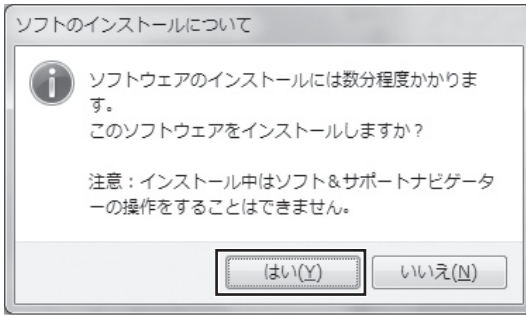 ソフトのインストールについて
ソフトウェアのインストールには数分程度かかりま
す。
このソフトウェアをインストールしますか？
注意：インストール中はソフト&サポートナビゲータ
ーの操作をすることはできません。
はい(Y) いいえ(N)